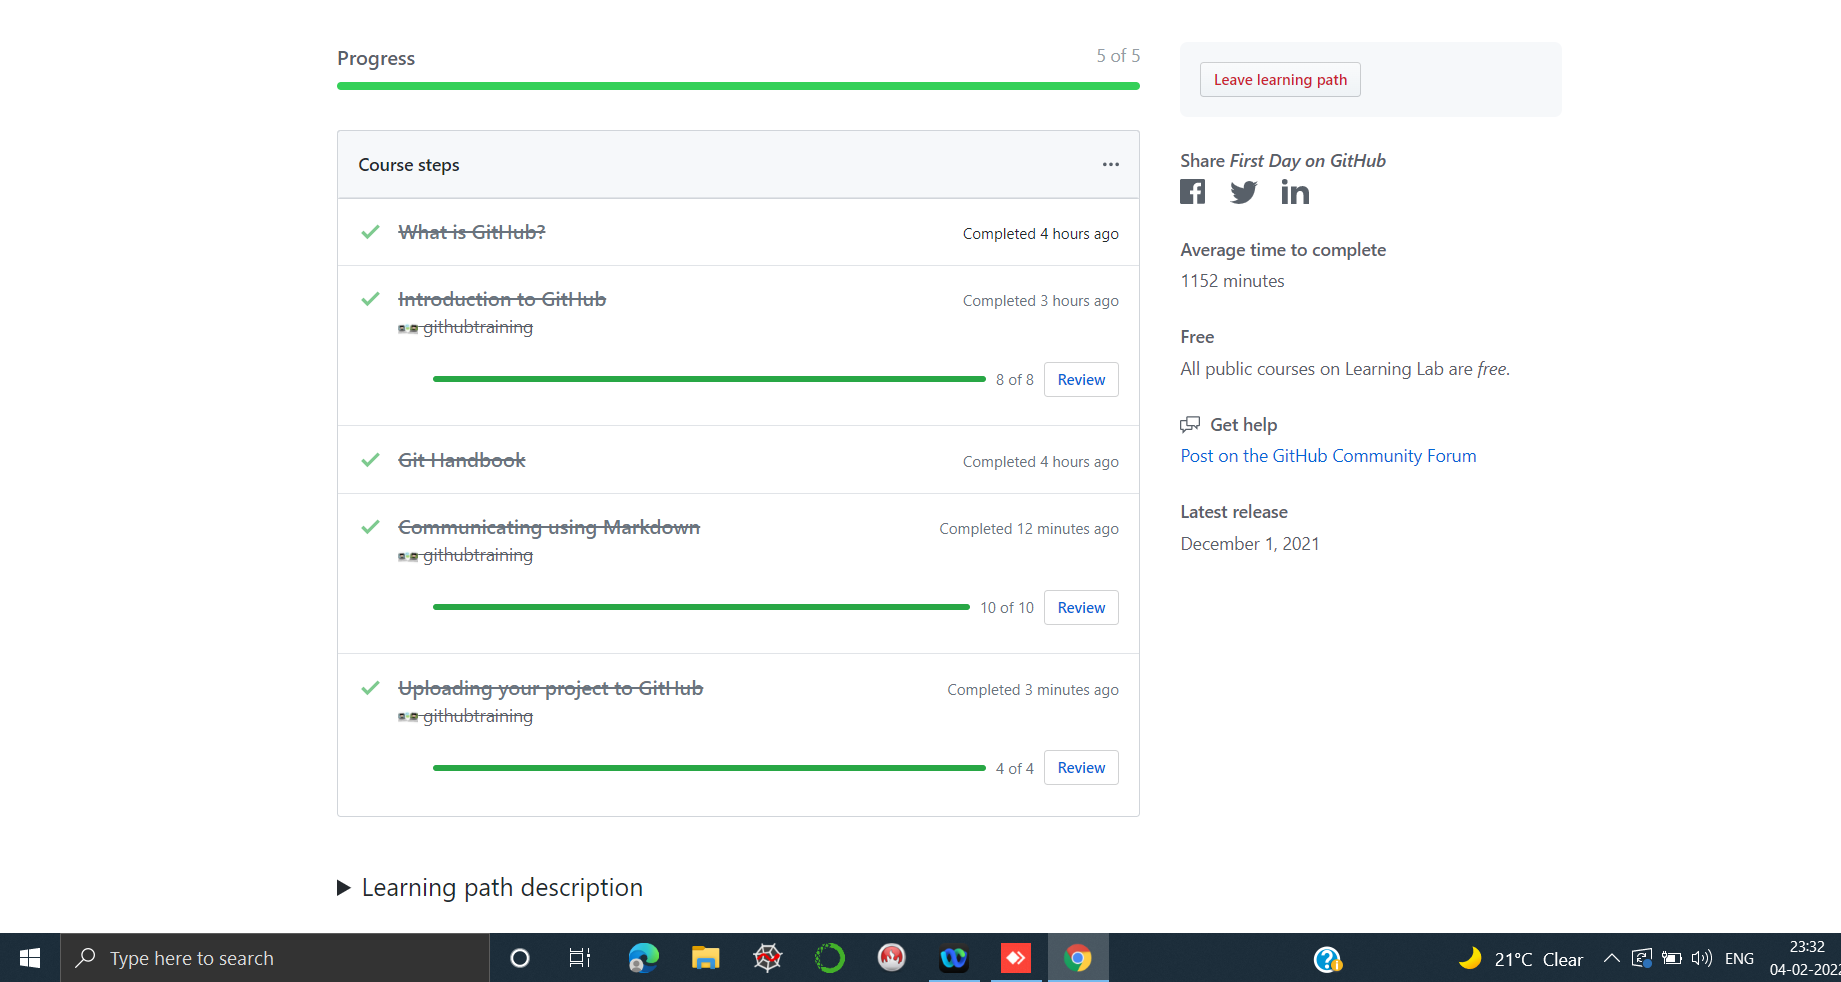 Progress
5 of 5
Course steps
What is GitHub?
Completed 4 hours ago
Introduction to GitHub
Completed 3 hours ago
githubtraining
8 of 8
Review
Git Handbook
Completed 4 hours ago
Communicating using Markdown
Completed 12 minutes ago
githubtraining
10 of 10
Review
Uploading your project to GitHub
Completed 3 minutes ago
githubtraining
4 of 4
Review
Learning path description
Leave learning path
Share First Day on GitHub
Average time to complete
1152 minutes
Free
All public courses on Learning Lab are free.
Get help
Post on the GitHub Community Forum
Latest release
December 1, 2021
Type here to search
21°C Clear
ENG
23:32
04-02-2022